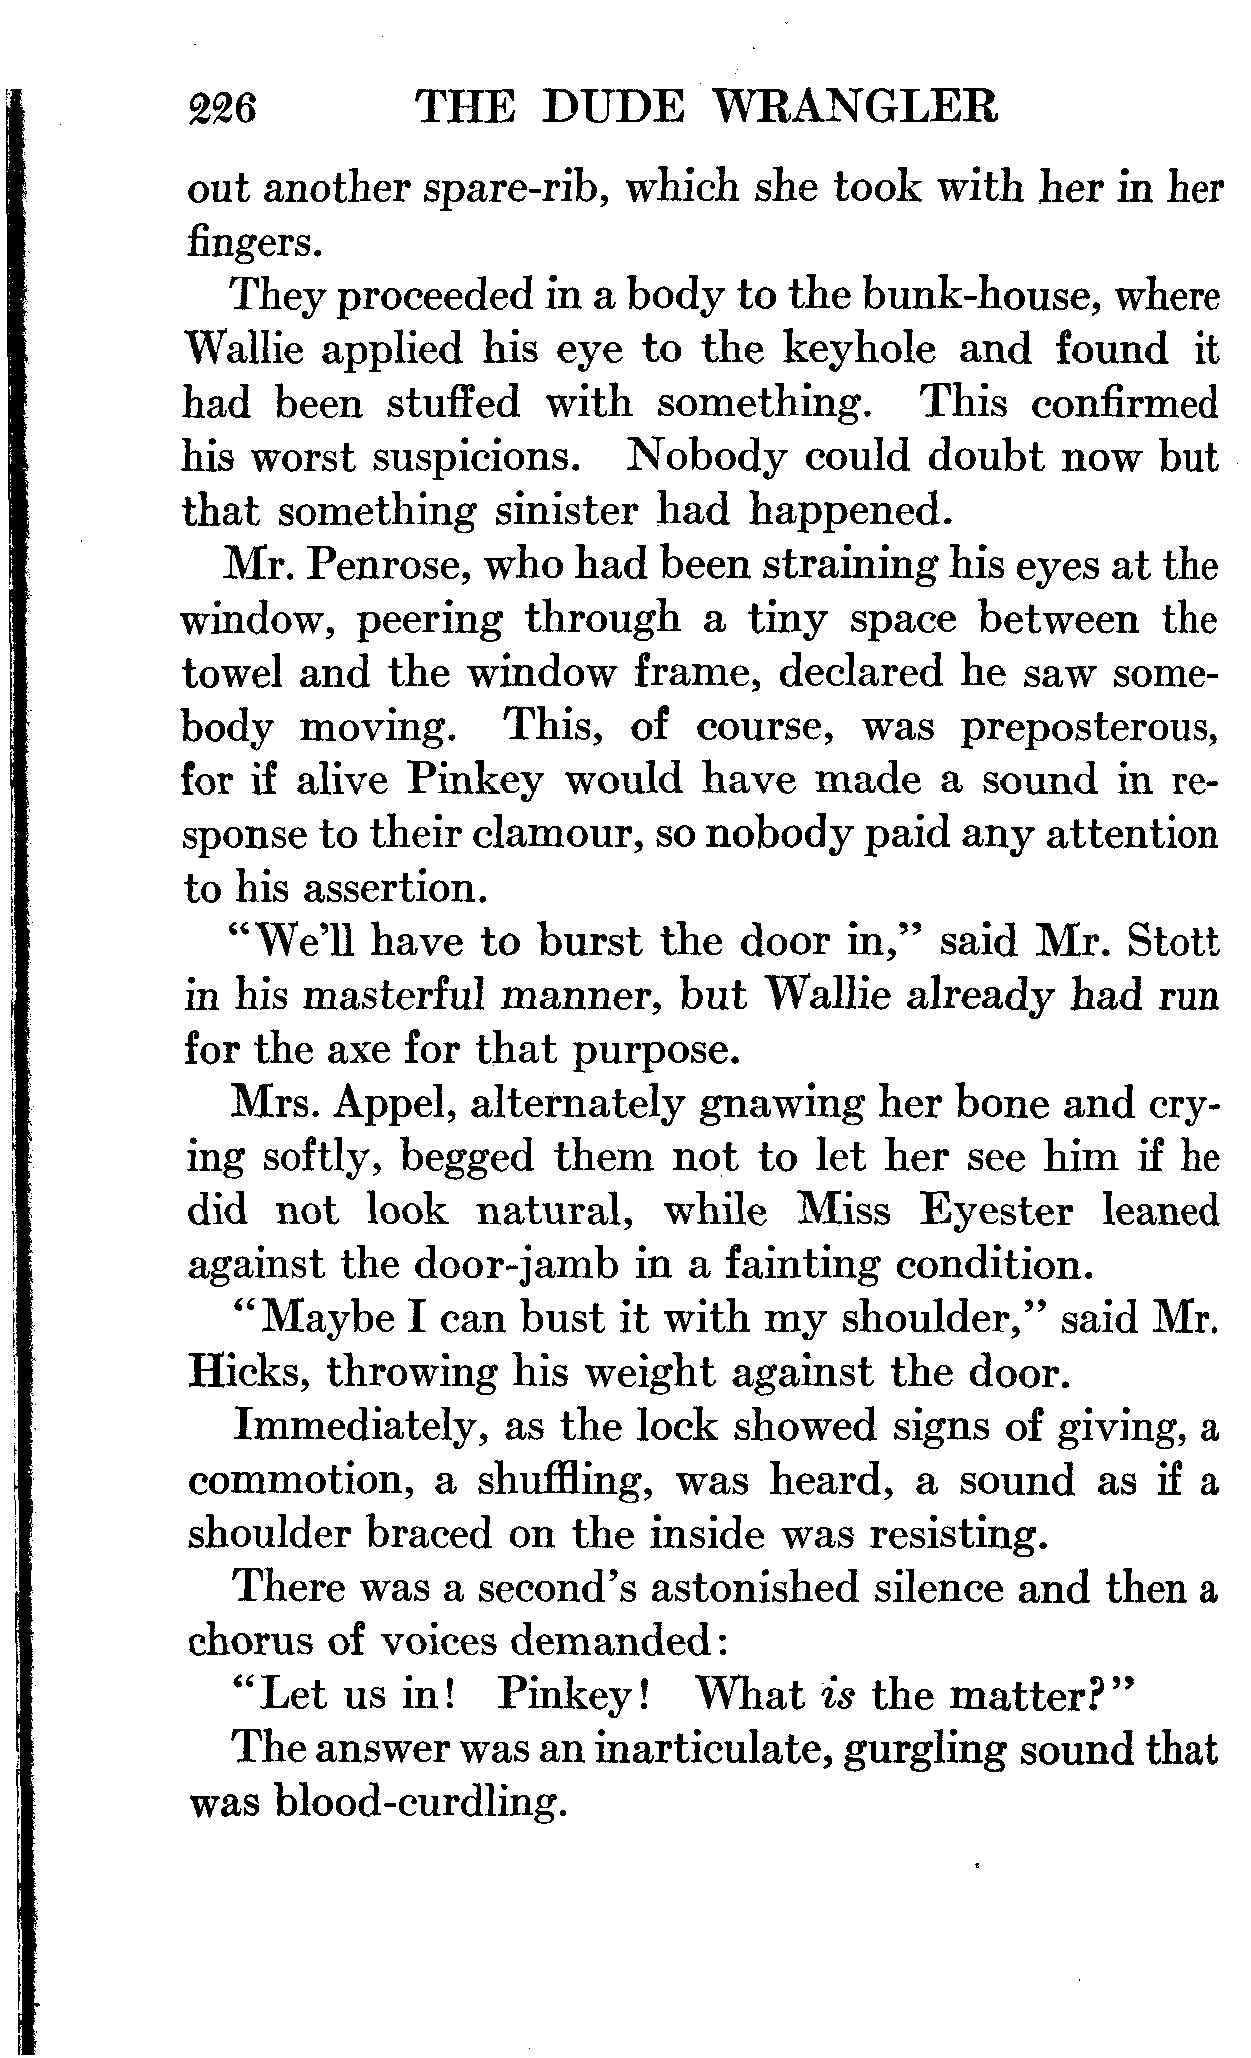 226 THE DUDE WRANGLER
out another spare-rib, which she took with her in her
fingers.
They proceeded in a body to the bunk-house, where
Wallie applied his eye to the keyhole and found it
had been stuffed with something. This confirmed
his worst suspicions. Nobody could doubt now but
that something sinister had happened.
Mr. Penrose, who had been straining his eyes at the
window, peering through a tiny space between the
towel and the window frame, declared he saw some-
body moving. This, of course, was preposterous,
for if alive Pinkey would have made a sound in re-
sponse to their clamour, so nobody paid any attention
to his assertion.
“We’ll have to burst the door in,” said Mr. Stott
in his masterful manner, but Wallie already had run
for the axe for that purpose.
Mrs. Appel, alternately gnawing her bone and cry-
ing softly, begged them not to let her see him if he
did not look natural, while Miss Eyester leaned
against the door-jamb in a fainting condition.
“Maybe I can bust it with my shoulder,” said Mr.
Hicks, throwing his weight against the door.
Immediately, as the lock showed signs of giving, a
commotion, a shuffling, was heard, a sound as if a
shoulder braced on the inside was resisting.
There was a second’s astonished silence and then a
chorus of voices demanded:
“Let us in! Pinkey! What is the matter?”
The answer was an inarticulate, gurgling sound that
was blood-curdling.